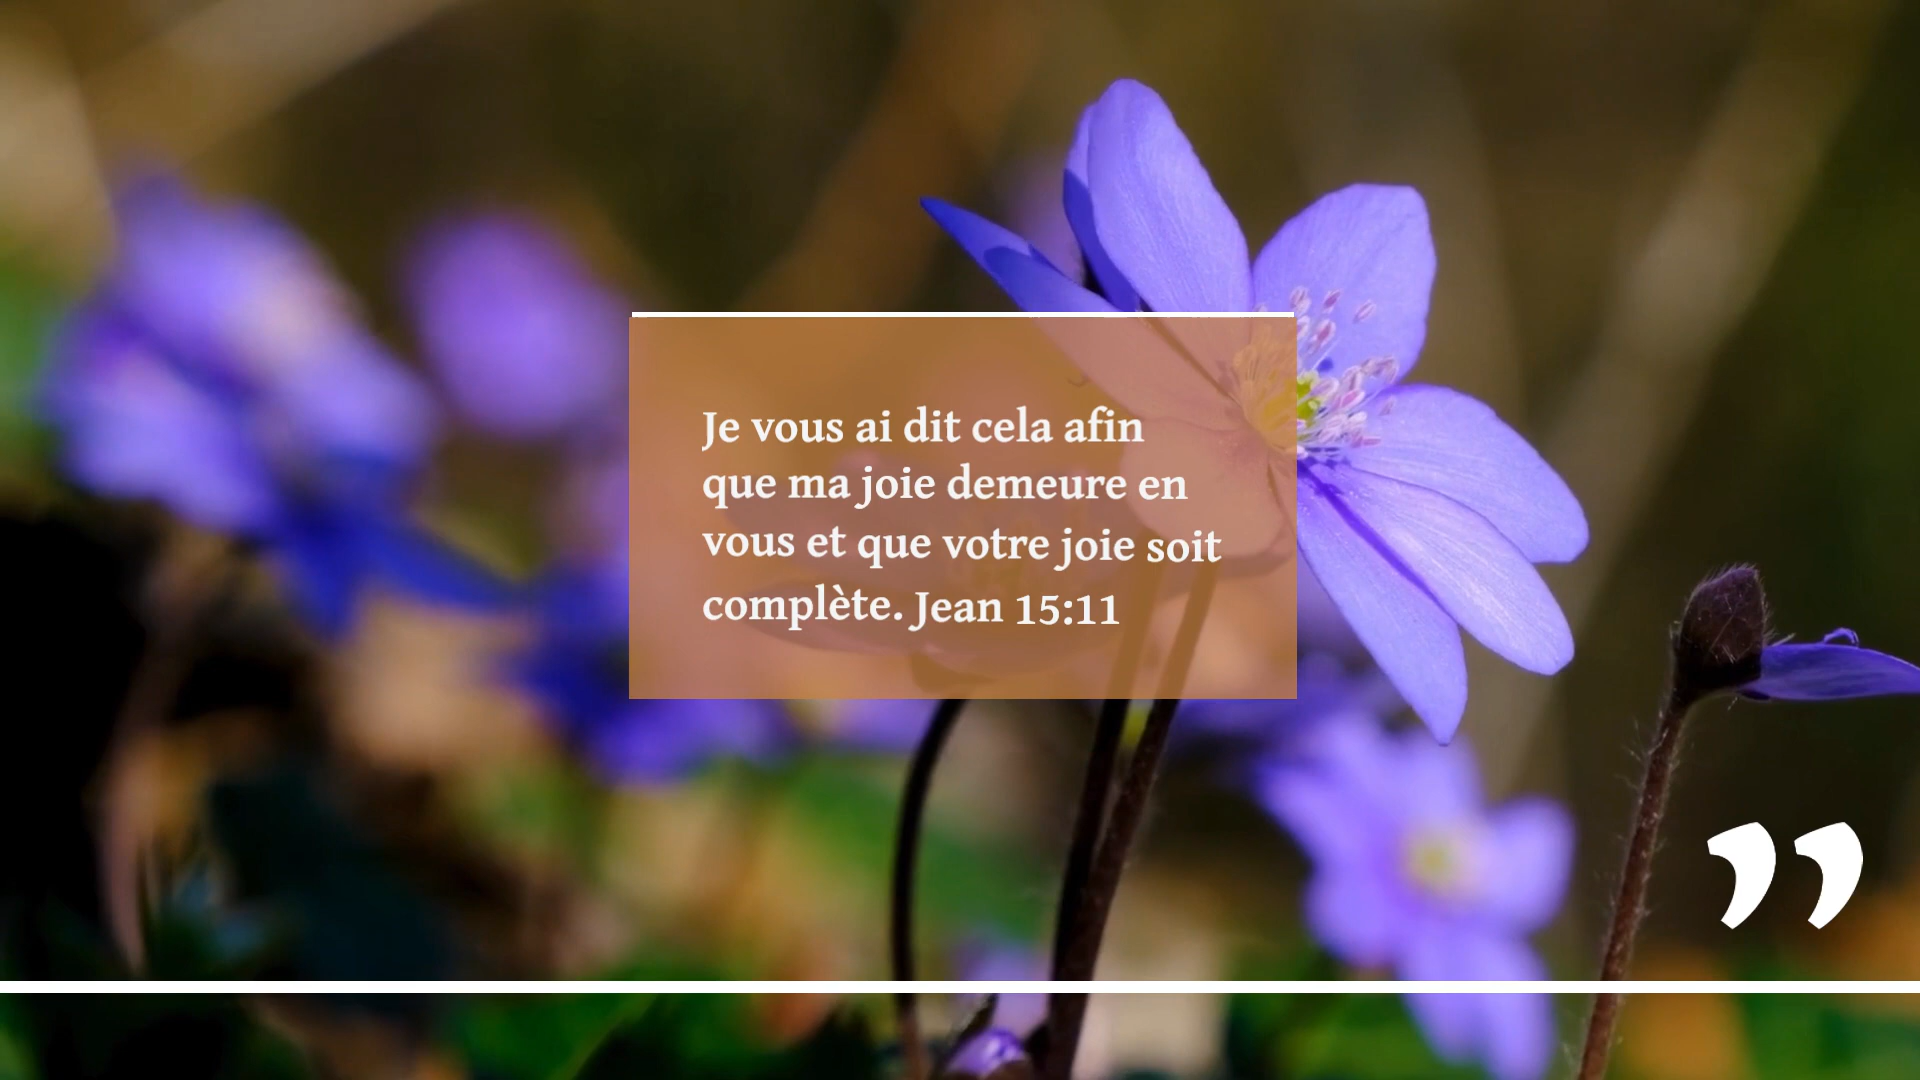 Je vous ai dit cela afin
que ma joie demeure en
vous et que votre joie soit
complète. Jean 15:11
”